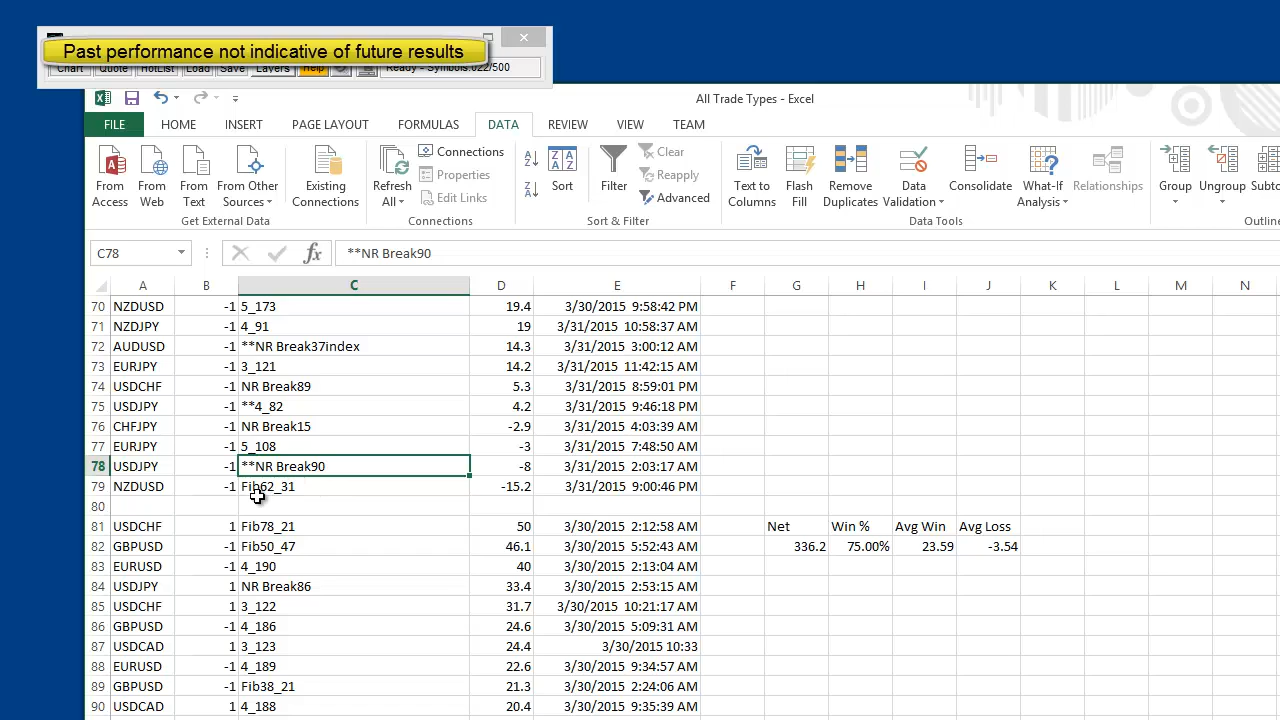 Past performance not indicative of future results
Chart Quote HotList Load Save Layers Help Ready - Symbols:022/500
All Trade Types - Excel
FILE HOME INSERT PAGE LAYOUT FORMULAS DATA REVIEW VIEW TEAM
From Access From Web From Text From Other Sources Existing Connections Refresh All Connections Properties Edit Links Sort Filter Clear Reapply Advanced Text to Columns Flash Fill Remove Duplicates Data Validation Consolidate What-If Analysis Relationships Group Ungroup
Get External Data Connections Sort & Filter Data Tools
C78 fx **NR Break90
A B C D E F G H I J K L M N
70 NZDUSD -1 5_173 19.4 3/30/2015 9:58:42 PM
71 NZDJPY -1 4_91 19 3/31/2015 10:58:37 AM
72 AUDUSD -1 **NR Break37index 14.3 3/31/2015 3:00:12 AM
73 EURJPY -1 3_121 14.2 3/31/2015 11:42:15 AM
74 USDCHF -1 NR Break89 5.3 3/31/2015 8:59:01 PM
75 USDJPY -1 **4_82 4.2 3/31/2015 9:46:18 PM
76 CHFJPY -1 NR Break15 -2.9 3/31/2015 4:03:39 AM
77 EURJPY -1 5_108 -3 3/31/2015 7:48:50 AM
78 USDJPY -1 **NR Break90 -8 3/31/2015 2:03:17 AM
79 NZDUSD -1 Fib62_31 -15.2 3/31/2015 9:00:46 PM
80
81 USDCHF 1 Fib78_21 50 3/30/2015 2:12:58 AM Net Win % Avg Win Avg Loss
82 GBPUSD -1 Fib50_47 46.1 3/30/2015 5:52:43 AM 336.2 75.00% 23.59 -3.54
83 EURUSD -1 4_190 40 3/30/2015 2:13:04 AM
84 USDJPY 1 NR Break86 33.4 3/30/2015 2:53:15 AM
85 USDCHF 1 3_122 31.7 3/30/2015 10:21:17 AM
86 GBPUSD -1 4_186 24.6 3/30/2015 5:09:31 AM
87 USDCAD 1 3_123 24.4 3/30/2015 10:33
88 EURUSD -1 4_189 22.6 3/30/2015 9:34:57 AM
89 GBPUSD -1 Fib38_21 21.3 3/30/2015 2:24:06 AM
90 USDCAD 1 4_188 20.4 3/30/2015 9:35:39 AM